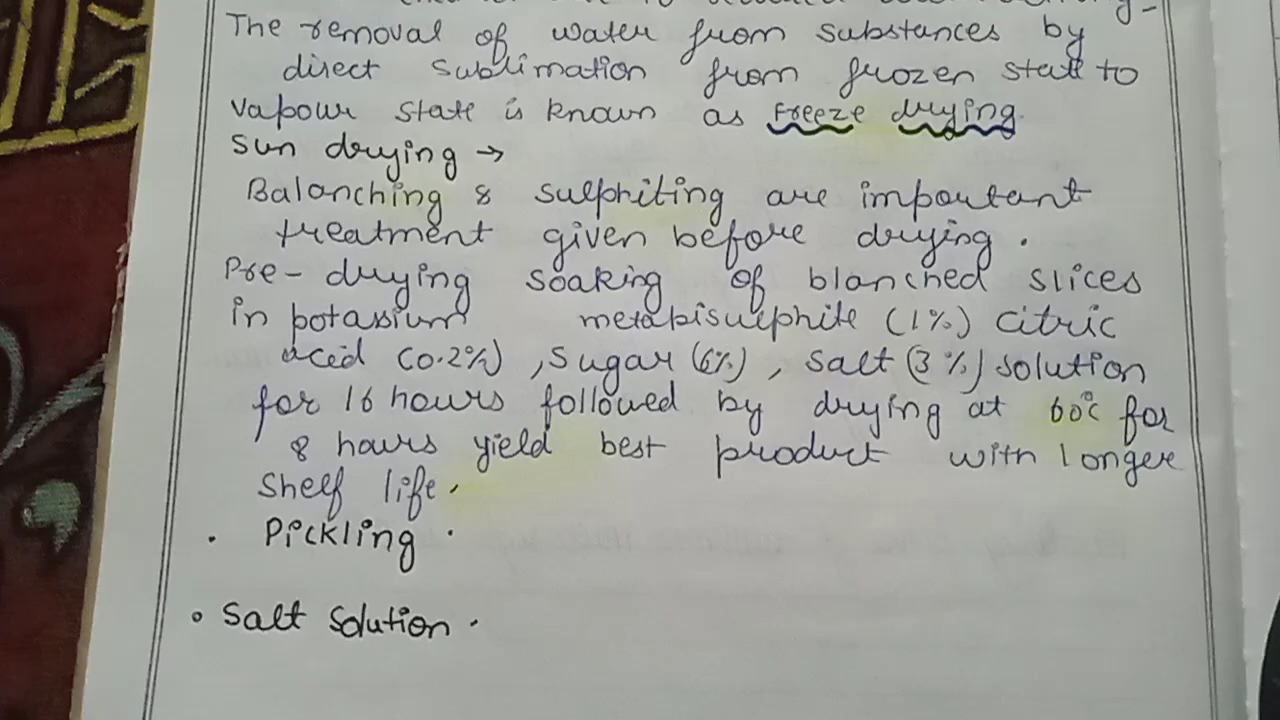 The removal of water from substances by
direct sublimation from frozen state to
vapour state is known as Freeze drying.
Sun drying →
Balanching & sulphiting are important
treatment given before drying.
Pre-drying soaking of blanched slices
in potassium metabisulphite (1%) citric
acid (0.2%), sugar (6%), salt (3%) solution
for 16 hours followed by drying at 60°c for
8 hours yield best product with longer
shelf life.
• Pickling.
• Salt Solution.